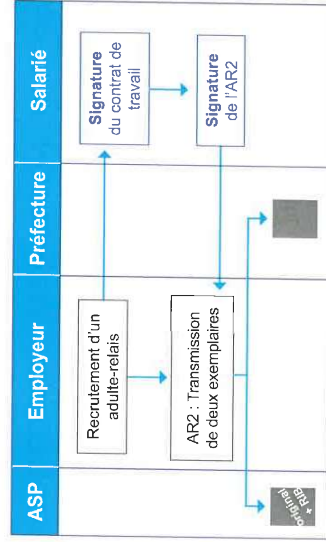 ASP
Employeur
Préfecture
Salarié
Recrutement d'un
adulte-relais
Signature
du contrat de
travail
AR2 : Transmission
de deux exemplaires
Signature
de l'AR2
original
+ RIB